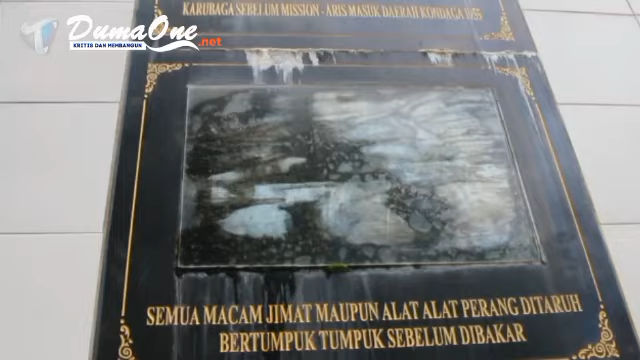 KARUBAGA SEBELUM MISSION - ARIS MASUK DAERAH KONDAGA 1955
DumaOne.net
KRITIS DAN MEMBANGUN
SEMUA MACAM JIMAT MAUPUN ALAT ALAT PERANG DITARUH
BERTUMPUK TUMPUK SEBELUM DIBAKAR